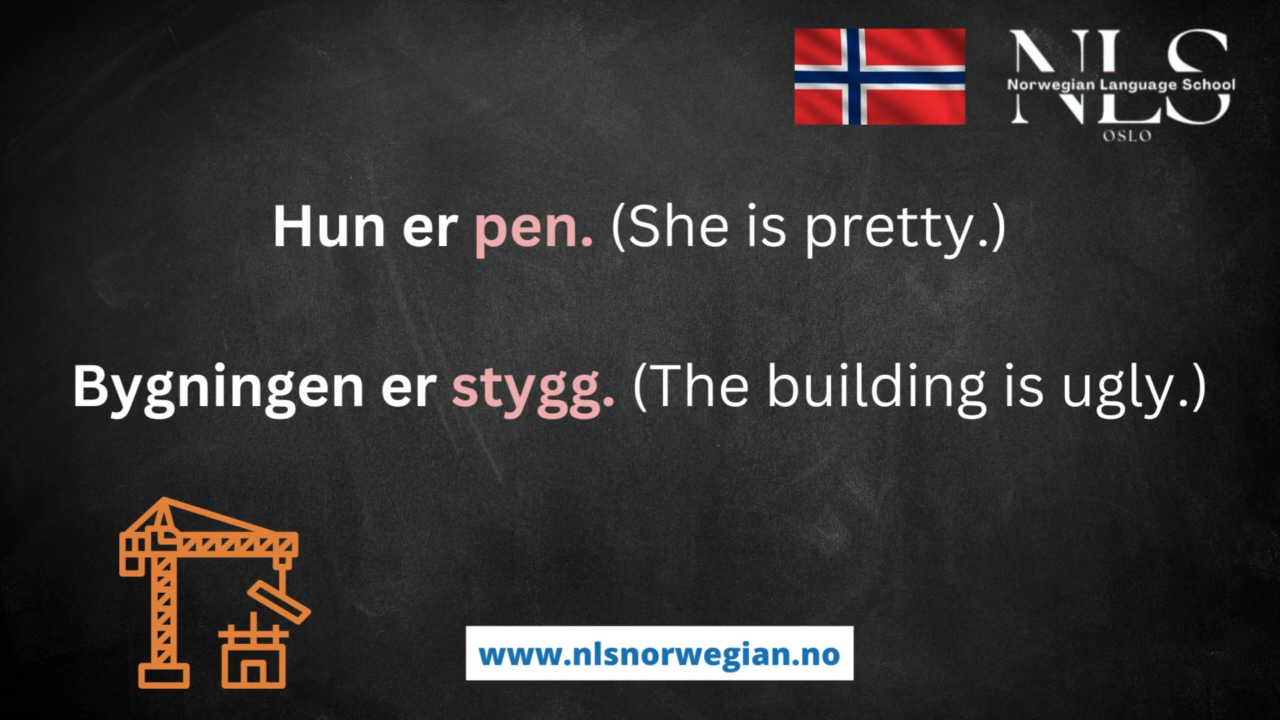 NLS
Norwegian Language School
OSLO
Hun er pen. (She is pretty.)
Bygningen er stygg. (The building is ugly.)
www.nlsnorwegian.no